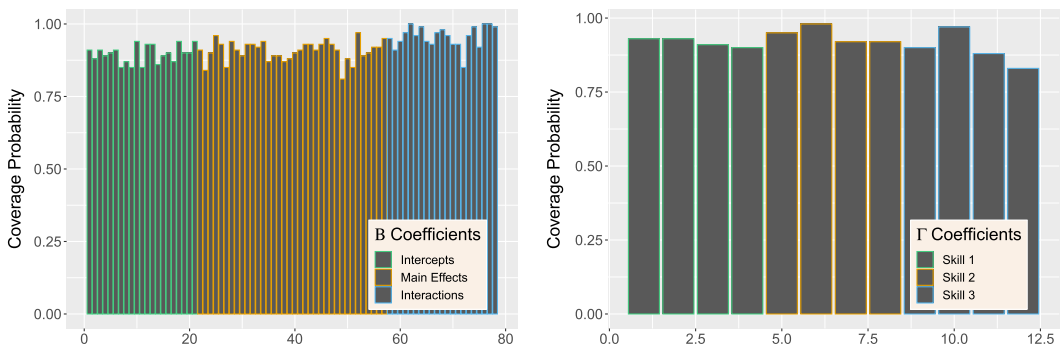 Coverage Probability
1.00
0.75
0.50
0.25
0.00
0 20 40 60 80
B Coefficients
Intercepts
Main Effects
Interactions
Coverage Probability
1.00
0.75
0.50
0.25
0.00
0.0 2.5 5.0 7.5 10.0 12.5
Γ Coefficients
Skill 1
Skill 2
Skill 3